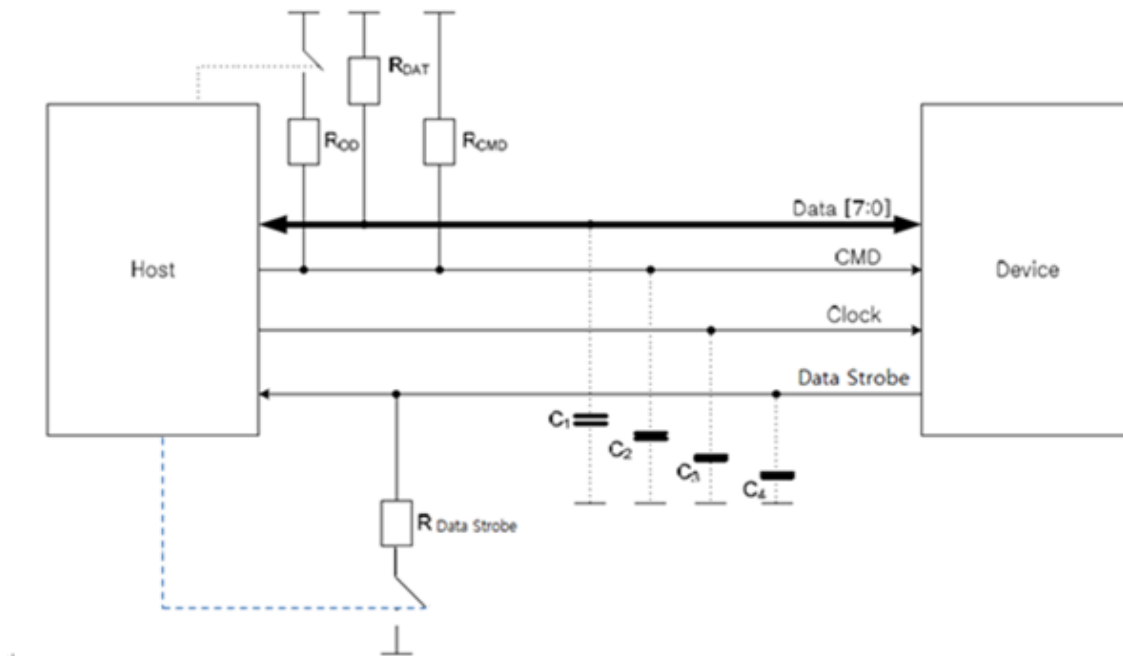 R_DAT
R_OD
R_CMD
Data [7:0]
Host
CMD
Device
Clock
Data Strobe
C₁
C₂
C₃
C₄
R Data Strobe